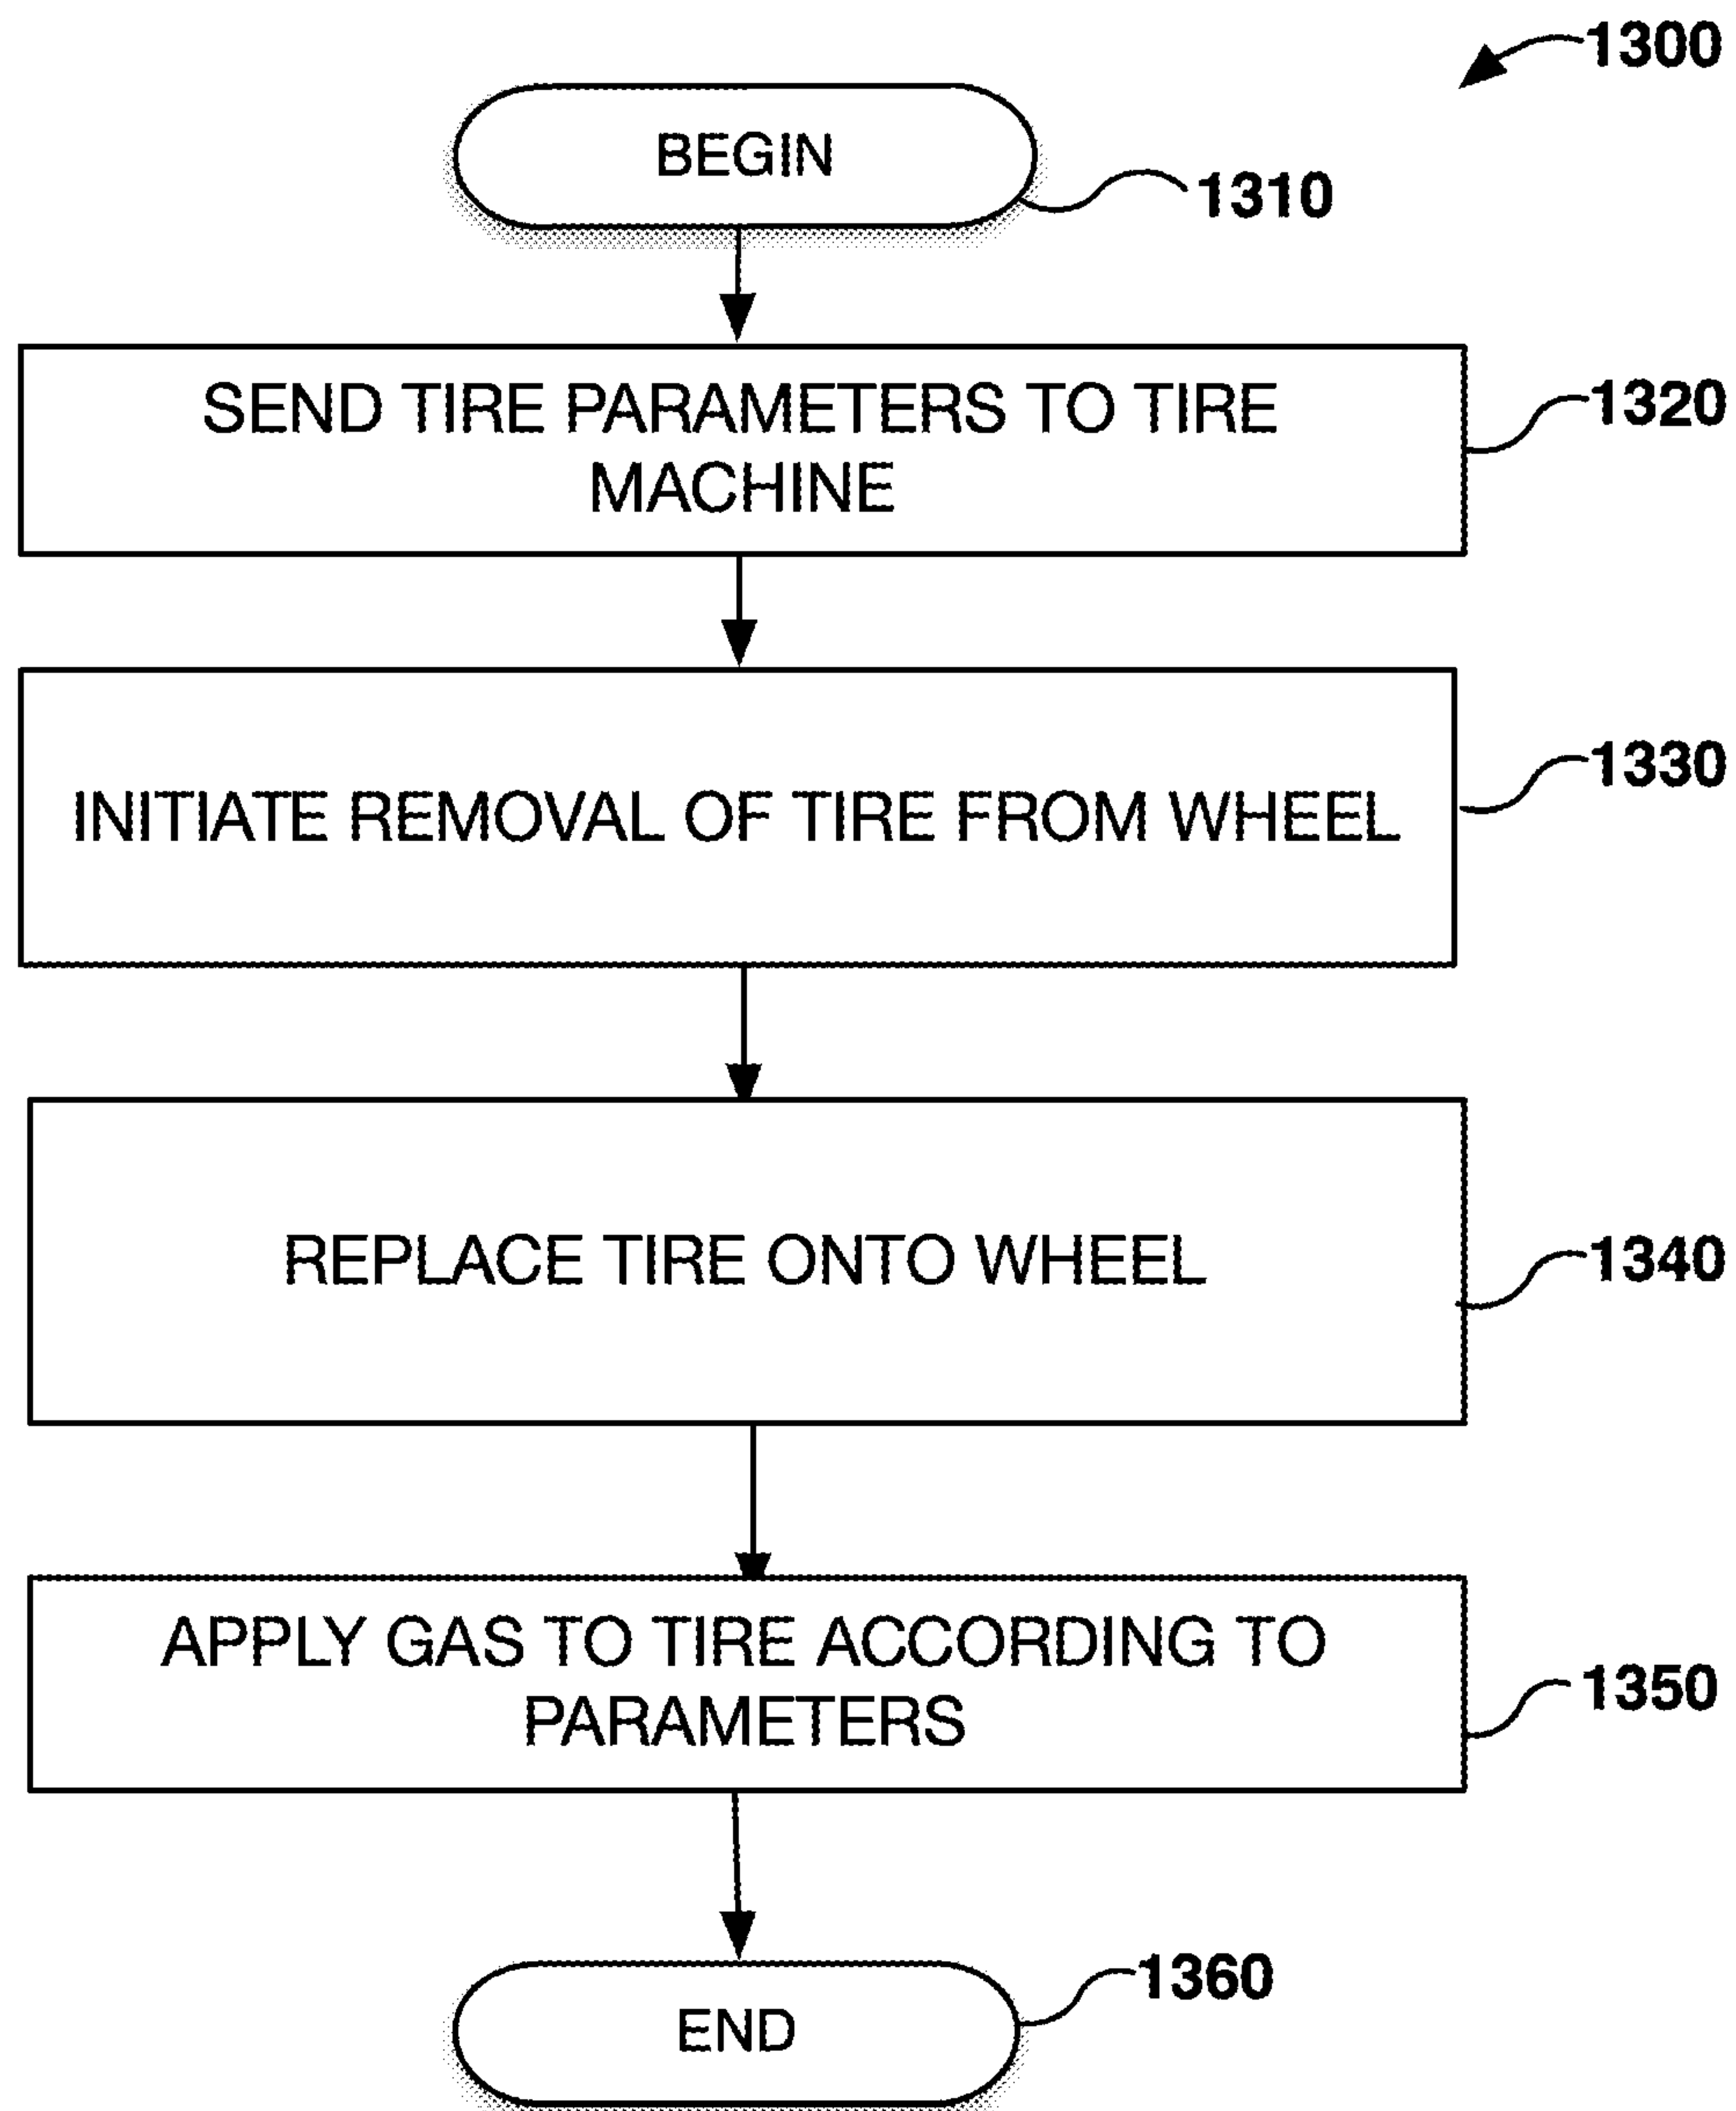 1300
BEGIN
1310
SEND TIRE PARAMETERS TO TIRE
MACHINE
1320
INITIATE REMOVAL OF TIRE FROM WHEEL
1330
REPLACE TIRE ONTO WHEEL
1340
APPLY GAS TO TIRE ACCORDING TO
PARAMETERS
1350
END
1360